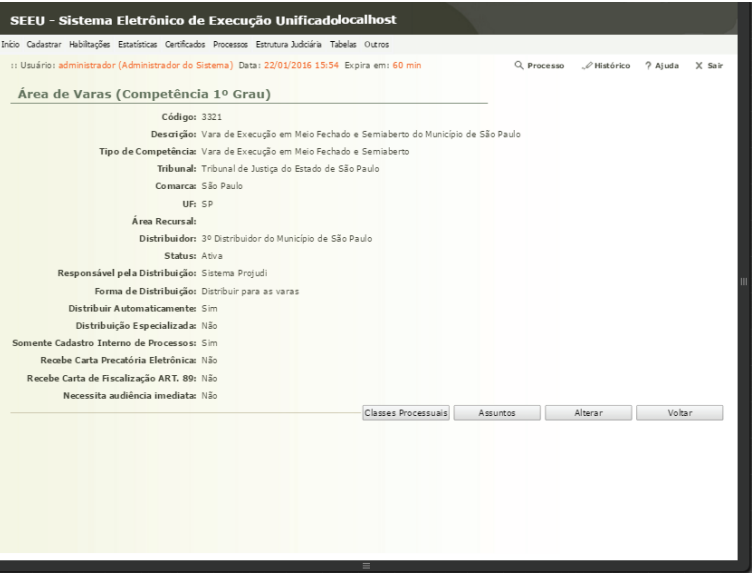 SEEU - Sistema Eletrônico de Execução Unificadolocalhost
Início Cadastrar Habilitações Estatísticas Certificados Processos Estrutura Judiciária Tabelas Outros
:: Usuário: administrador (Administrador do Sistema) Data: 22/01/2016 15:54 Expira em: 60 min Processo Histórico ? Ajuda X Sair
Área de Varas (Competência 1º Grau)
Código: 3321
Descrição: Vara de Execução em Meio Fechado e Semiaberto do Município de São Paulo
Tipo de Competência: Vara de Execução em Meio Fechado e Semiaberto
Tribunal: Tribunal de Justiça do Estado de São Paulo
Comarca: São Paulo
UF: SP
Área Recursal:
Distribuidor: 3º Distribuidor do Município de São Paulo
Status: Ativa
Responsável pela Distribuição: Sistema Projudi
Forma de Distribuição: Distribuir para as varas
Distribuir Automaticamente: Sim
Distribuição Especializada: Não
Somente Cadastro Interno de Processos: Sim
Recebe Carta Precatória Eletrônica: Não
Recebe Carta de Fiscalização ART. 89: Não
Necessita audiência imediata: Não
Classes Processuais Assuntos Alterar Voltar